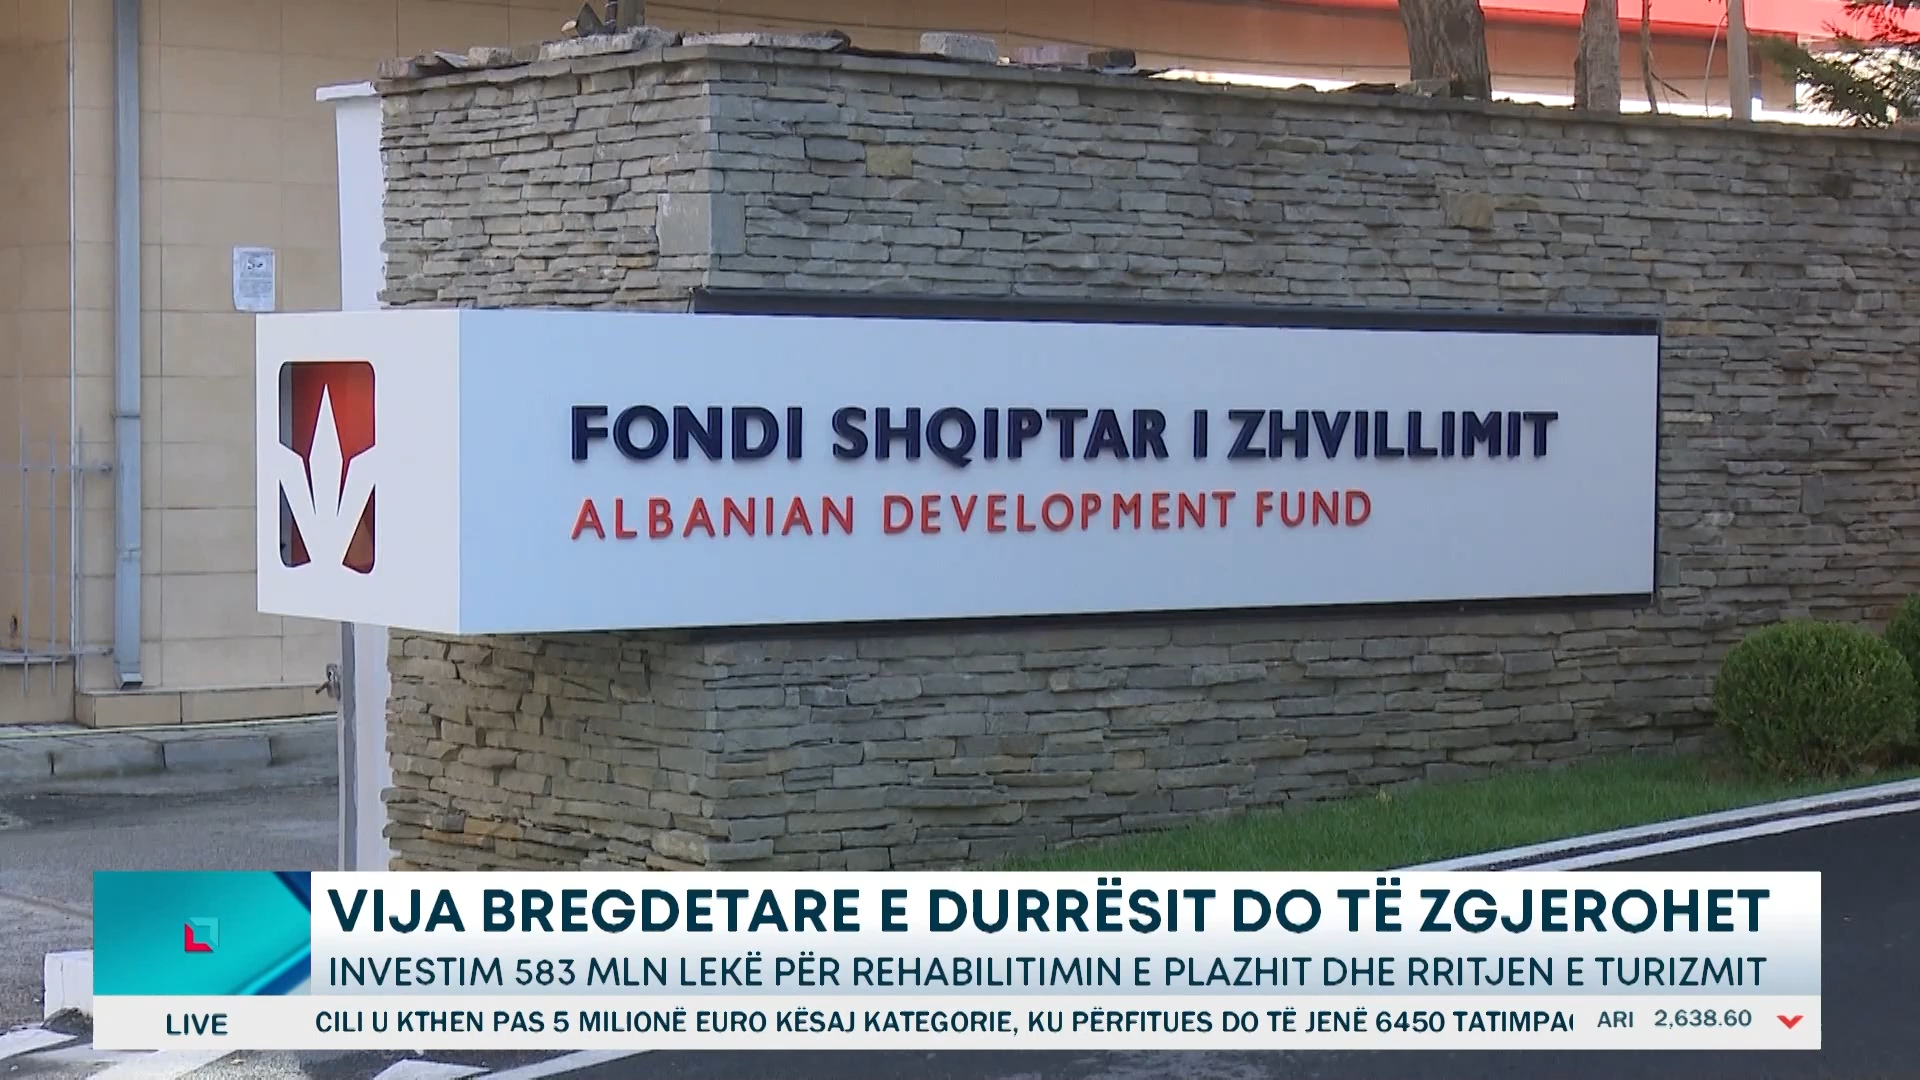 FONDI SHQIPTAR I ZHVILLIMIT
ALBANIAN DEVELOPMENT FUND
VIJA BREGDETARE E DURRËSIT DO TË ZGJEROHET
INVESTIM 583 MLN LEKË PËR REHABILITIMIN E PLAZHIT DHE RRITJEN E TURIZMIT
LIVE CILI U KTHEN PAS 5 MILIONË EURO KËSAJ KATEGORIE, KU PËRFITUES DO TË JENË 6450 ARI 2,638.60